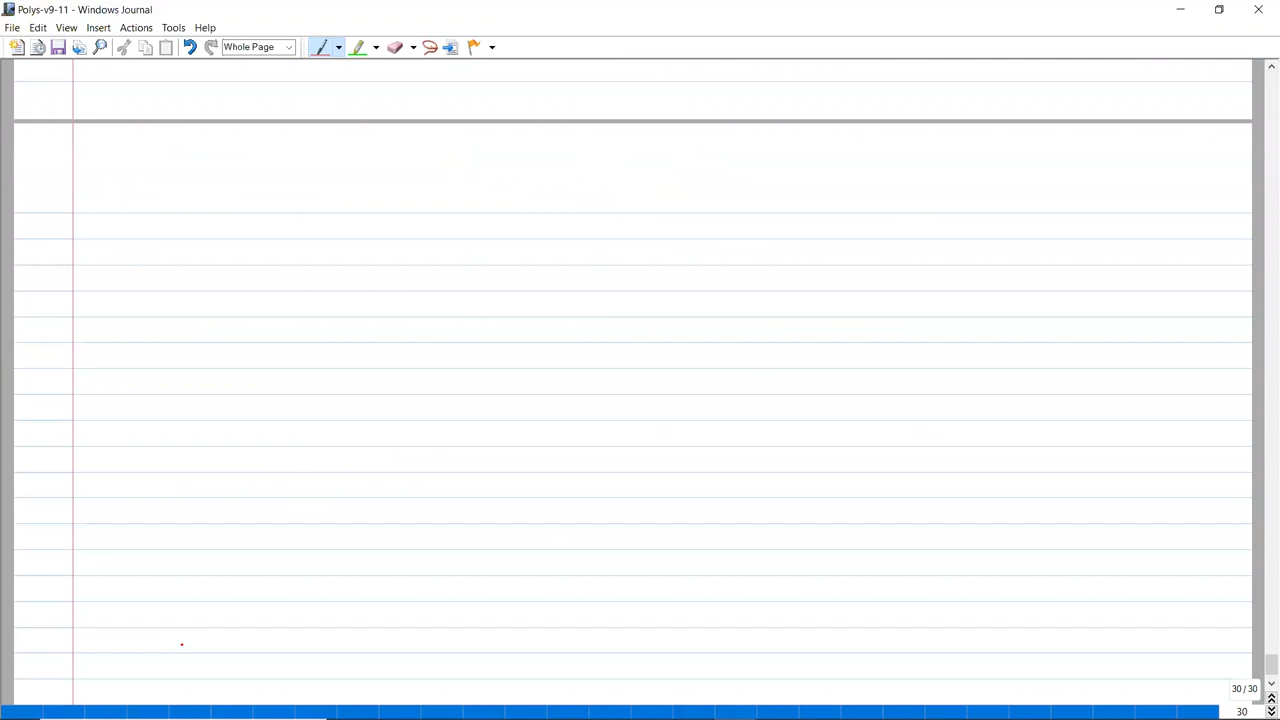 Polys-v9-11 - Windows Journal
File Edit View Insert Actions Tools Help
Whole Page
30 / 30
30